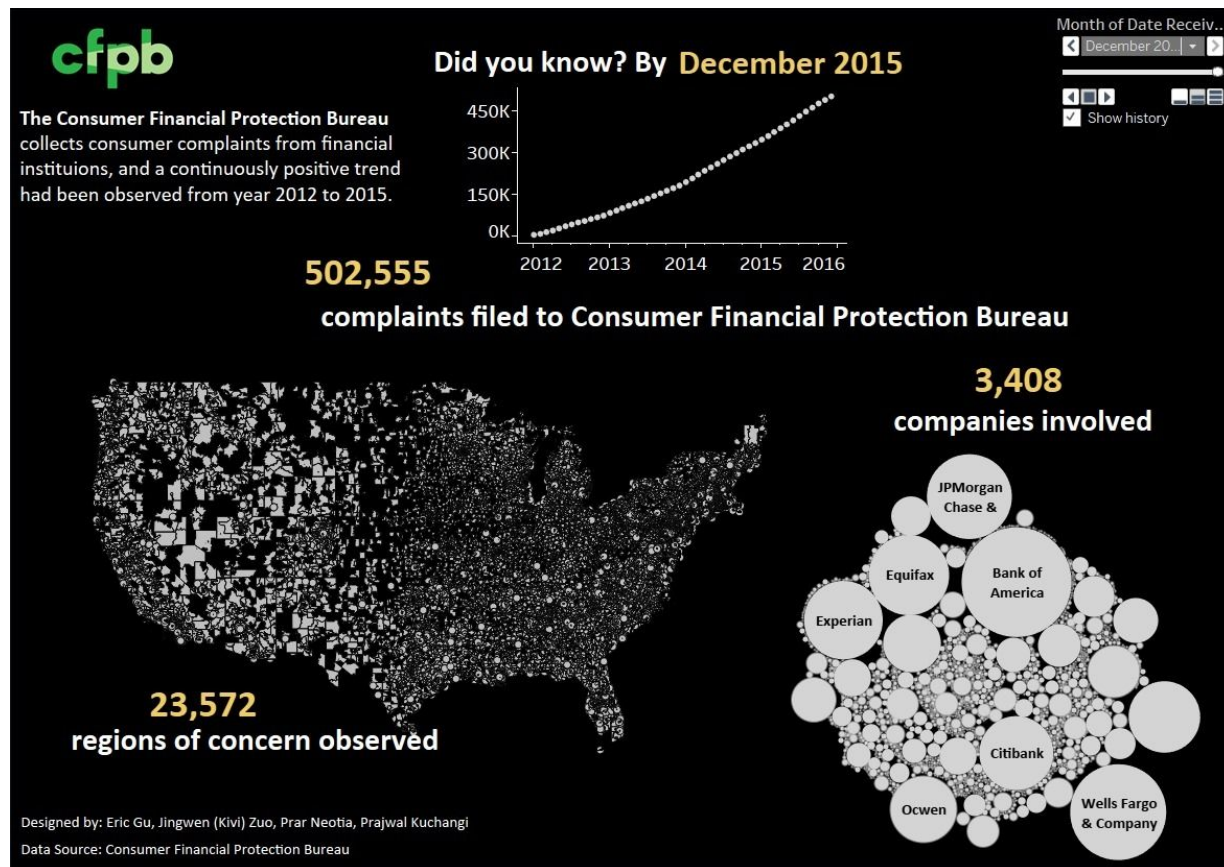 cfpb
The Consumer Financial Protection Bureau
collects consumer complaints from financial
instituions, and a continuously positive trend
had been observed from year 2012 to 2015.
Did you know? By December 2015
450K
300K
150K
0K
2012 2013 2014 2015 2016
Month of Date Receiv..
December 20...
Show history
502,555
complaints filed to Consumer Financial Protection Bureau
23,572
regions of concern observed
3,408
companies involved
JPMorgan
Chase &
Equifax
Bank of
America
Experian
Citibank
Ocwen
Wells Fargo
& Company
Designed by: Eric Gu, Jingwen (Kivi) Zuo, Prar Neotia, Prajwal Kuchangi
Data Source: Consumer Financial Protection Bureau